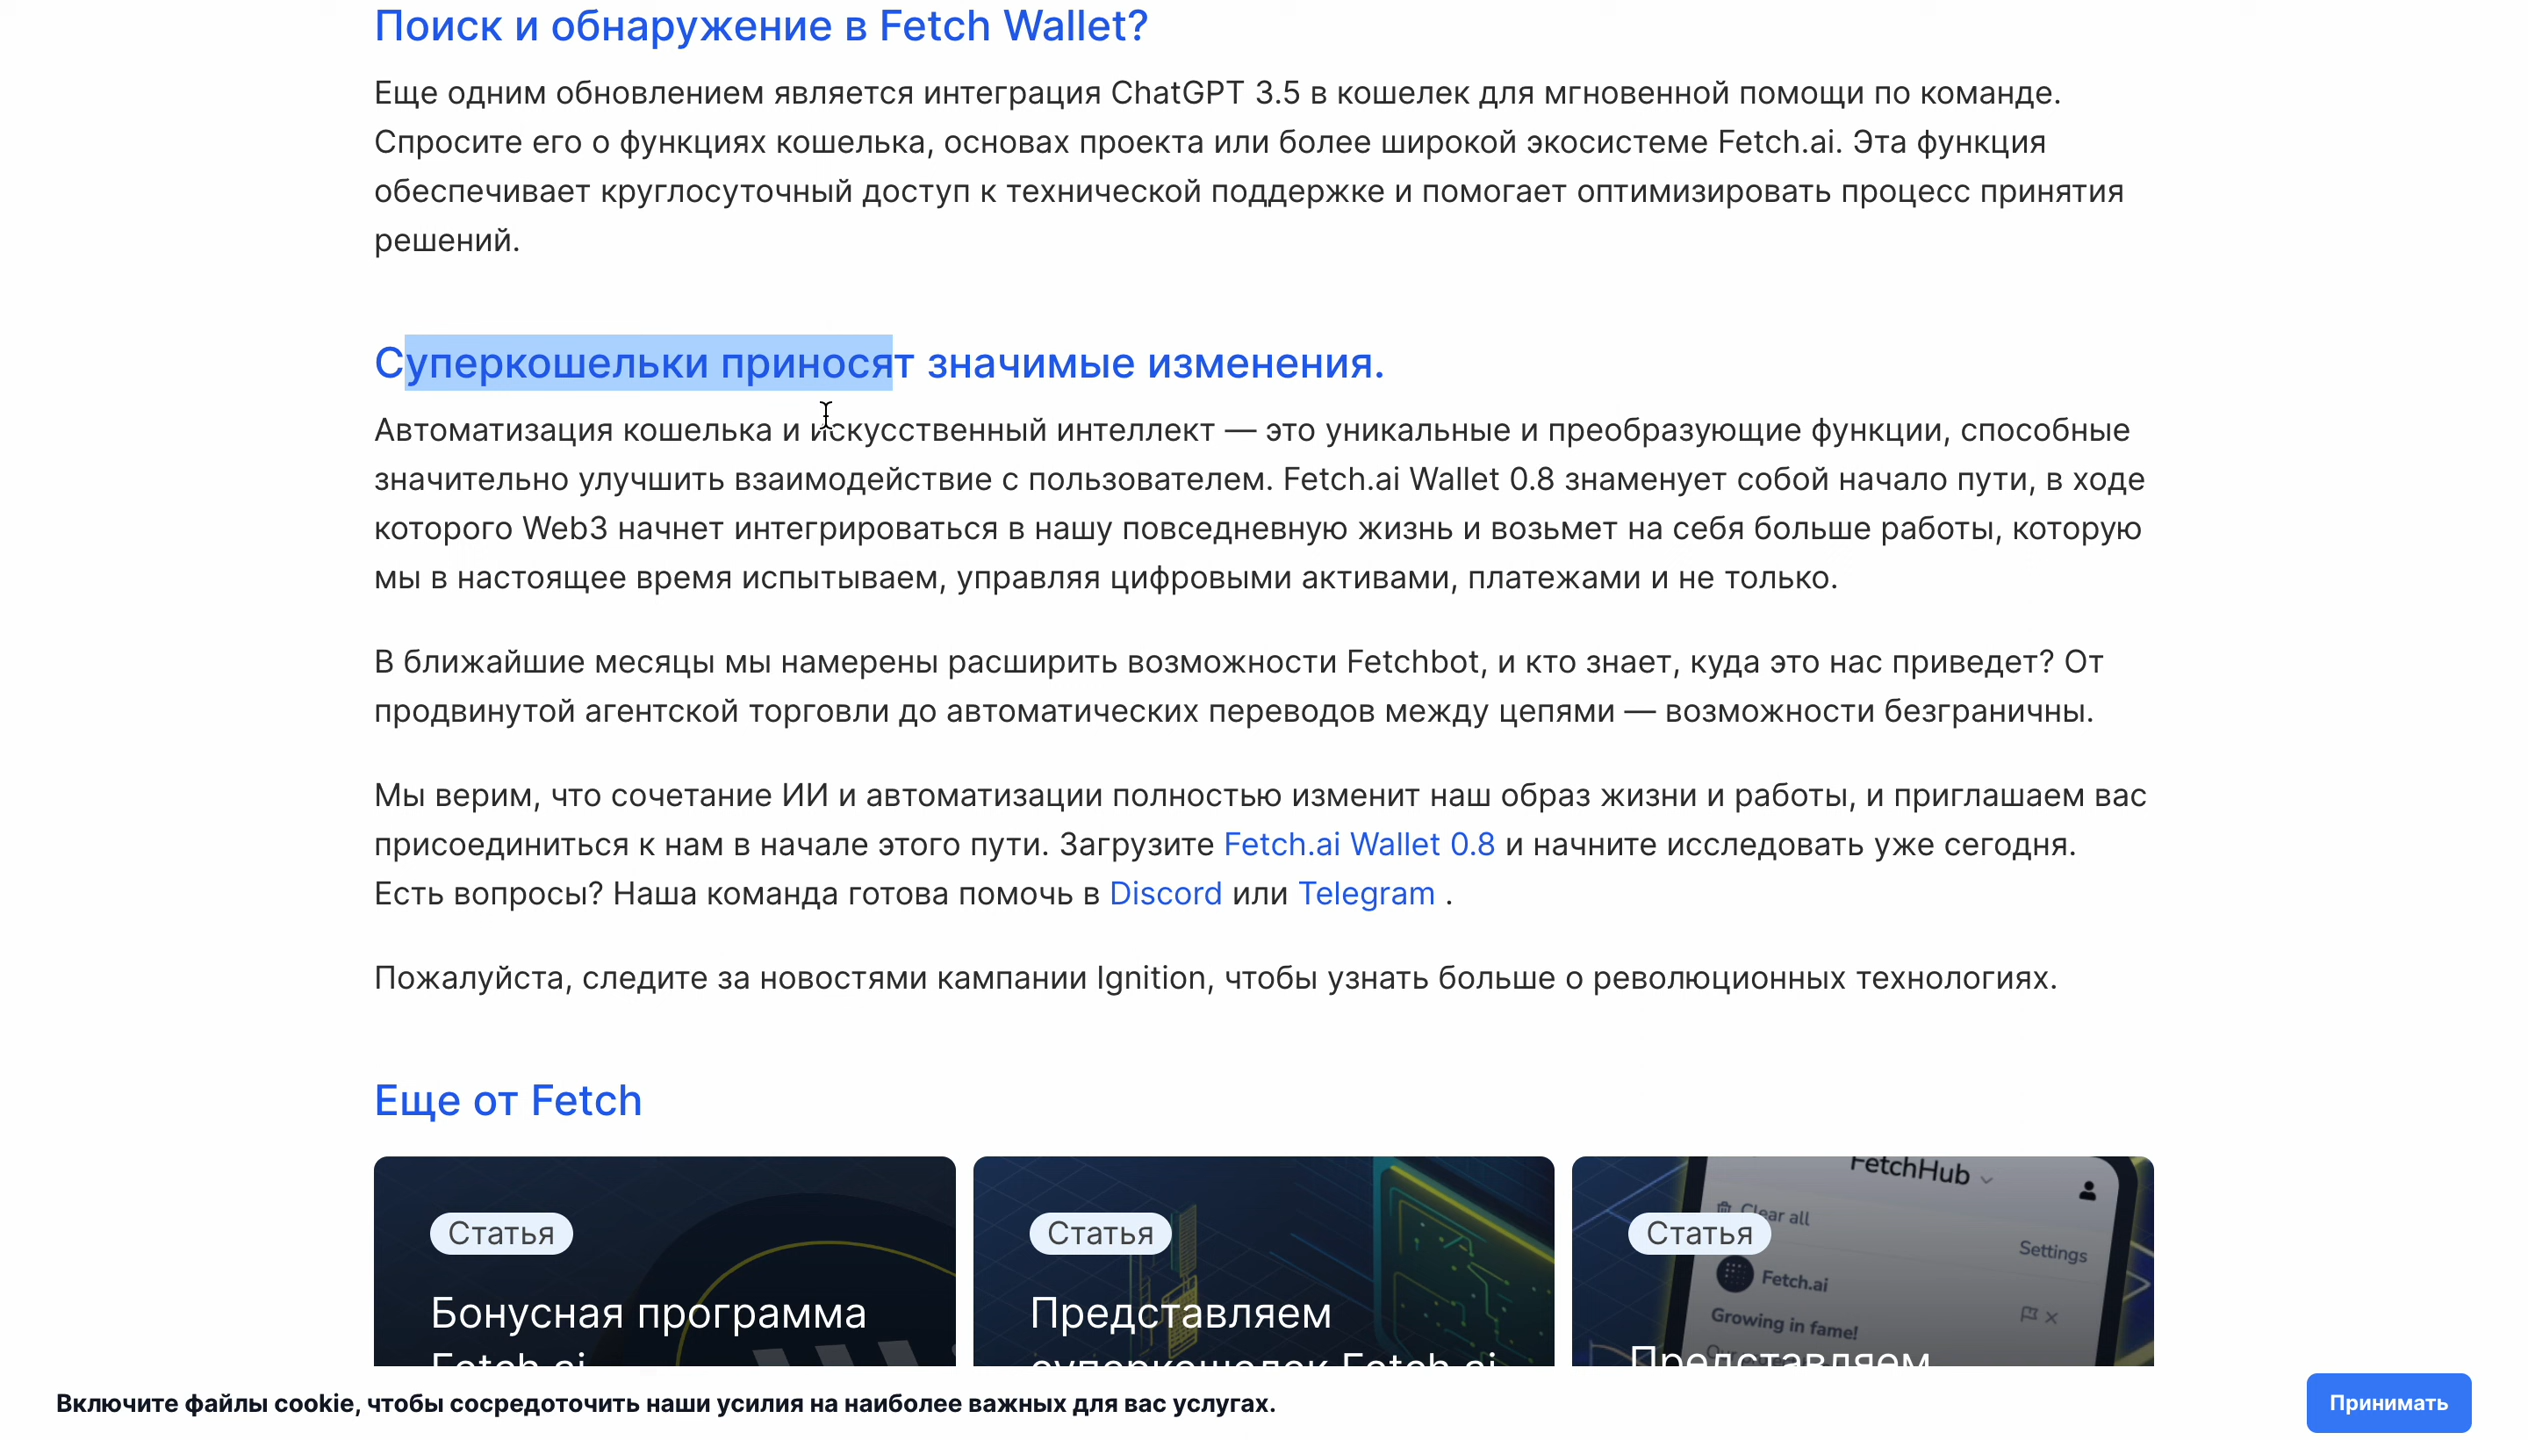 Поиск и обнаружение в Fetch Wallet?
Еще одним обновлением является интеграция ChatGPT 3.5 в кошелек для мгновенной помощи по команде.
Спросите его о функциях кошелька, основах проекта или более широкой экосистеме Fetch.ai. Эта функция
обеспечивает круглосуточный доступ к технической поддержке и помогает оптимизировать процесс принятия
решений.
Суперкошельки приносят значимые изменения.
Автоматизация кошелька и искусственный интеллект — это уникальные и преобразующие функции, способные
значительно улучшить взаимодействие с пользователем. Fetch.ai Wallet 0.8 знаменует собой начало пути, в ходе
которого Web3 начнет интегрироваться в нашу повседневную жизнь и возьмет на себя больше работы, которую
мы в настоящее время испытываем, управляя цифровыми активами, платежами и не только.
В ближайшие месяцы мы намерены расширить возможности Fetchbot, и кто знает, куда это нас приведет? От
продвинутой агентской торговли до автоматических переводов между цепями — возможности безграничны.
Мы верим, что сочетание ИИ и автоматизации полностью изменит наш образ жизни и работы, и приглашаем вас
присоединиться к нам в начале этого пути. Загрузите Fetch.ai Wallet 0.8 и начните исследовать уже сегодня.
Есть вопросы? Наша команда готова помочь в Discord или Telegram .
Пожалуйста, следите за новостями кампании Ignition, чтобы узнать больше о революционных технологиях.
Еще от Fetch
Статья
Бонусная программа
Fetch.ai
Статья
Представляем
суперкошелек Fetch.ai
FetchHub
Clear all
Статья
Settings
Fetch.ai
Growing in fame!
Представляем
Включите файлы cookie, чтобы сосредоточить наши усилия на наиболее важных для вас услугах.
Принимать